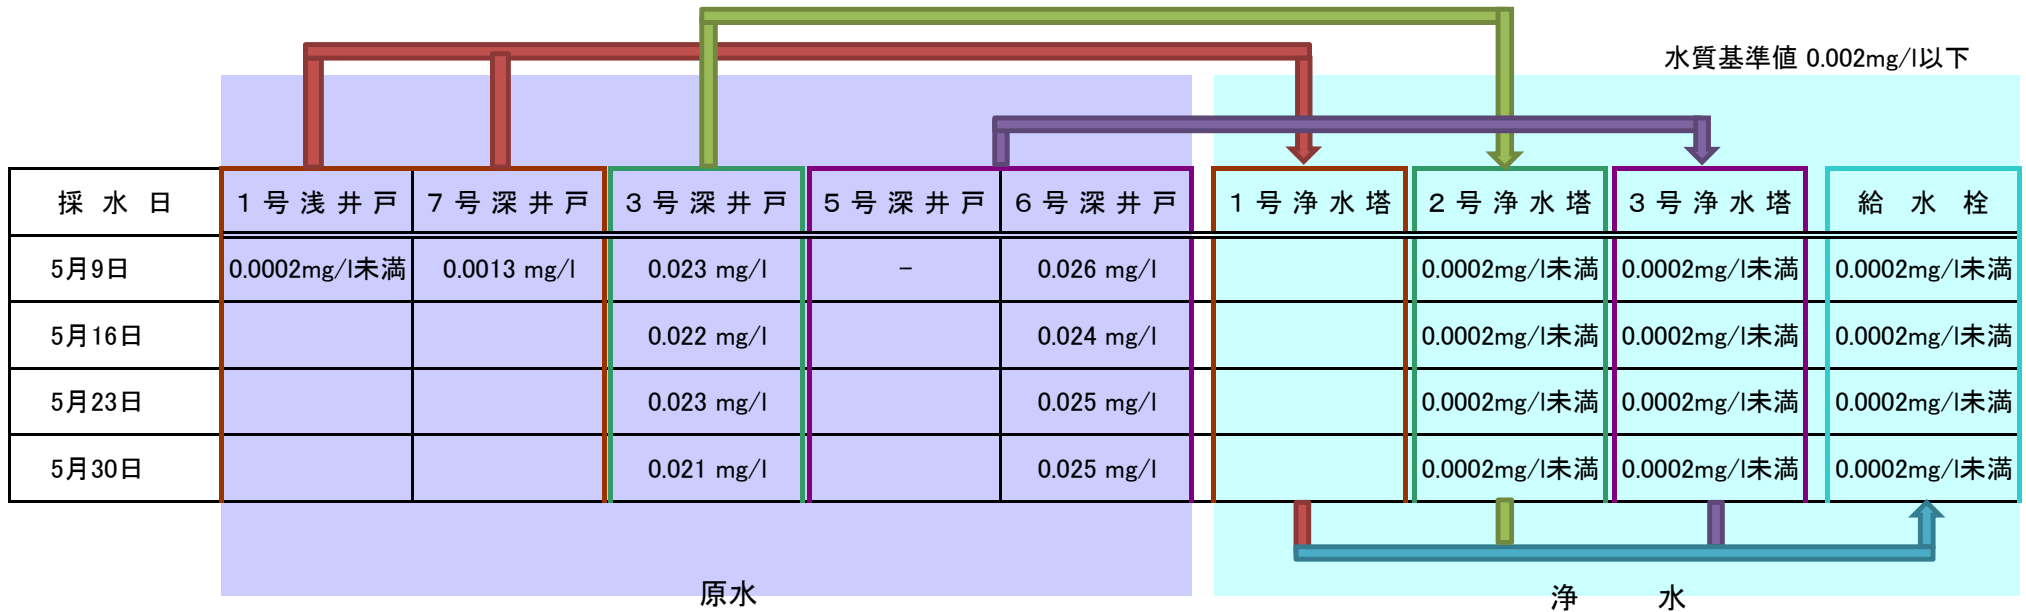 水質基準値 0.002mg/l以下
採水日 1号浅井戸 7号深井戸 3号深井戸 5号深井戸 6号深井戸 1号浄水塔 2号浄水塔 3号浄水塔 給水栓
5月9日 0.0002mg/l未満 0.0013 mg/l 0.023 mg/l − 0.026 mg/l 0.0002mg/l未満 0.0002mg/l未満 0.0002mg/l未満
5月16日 0.022 mg/l 0.024 mg/l 0.0002mg/l未満 0.0002mg/l未満 0.0002mg/l未満
5月23日 0.023 mg/l 0.025 mg/l 0.0002mg/l未満 0.0002mg/l未満 0.0002mg/l未満
5月30日 0.021 mg/l 0.025 mg/l 0.0002mg/l未満 0.0002mg/l未満 0.0002mg/l未満
原水 浄水